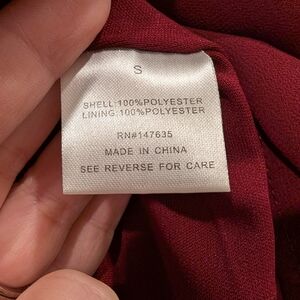 S
SHELL:100%POLYESTER
LINING:100%POLYESTER
RN#147635
MADE IN CHINA
SEE REVERSE FOR CARE